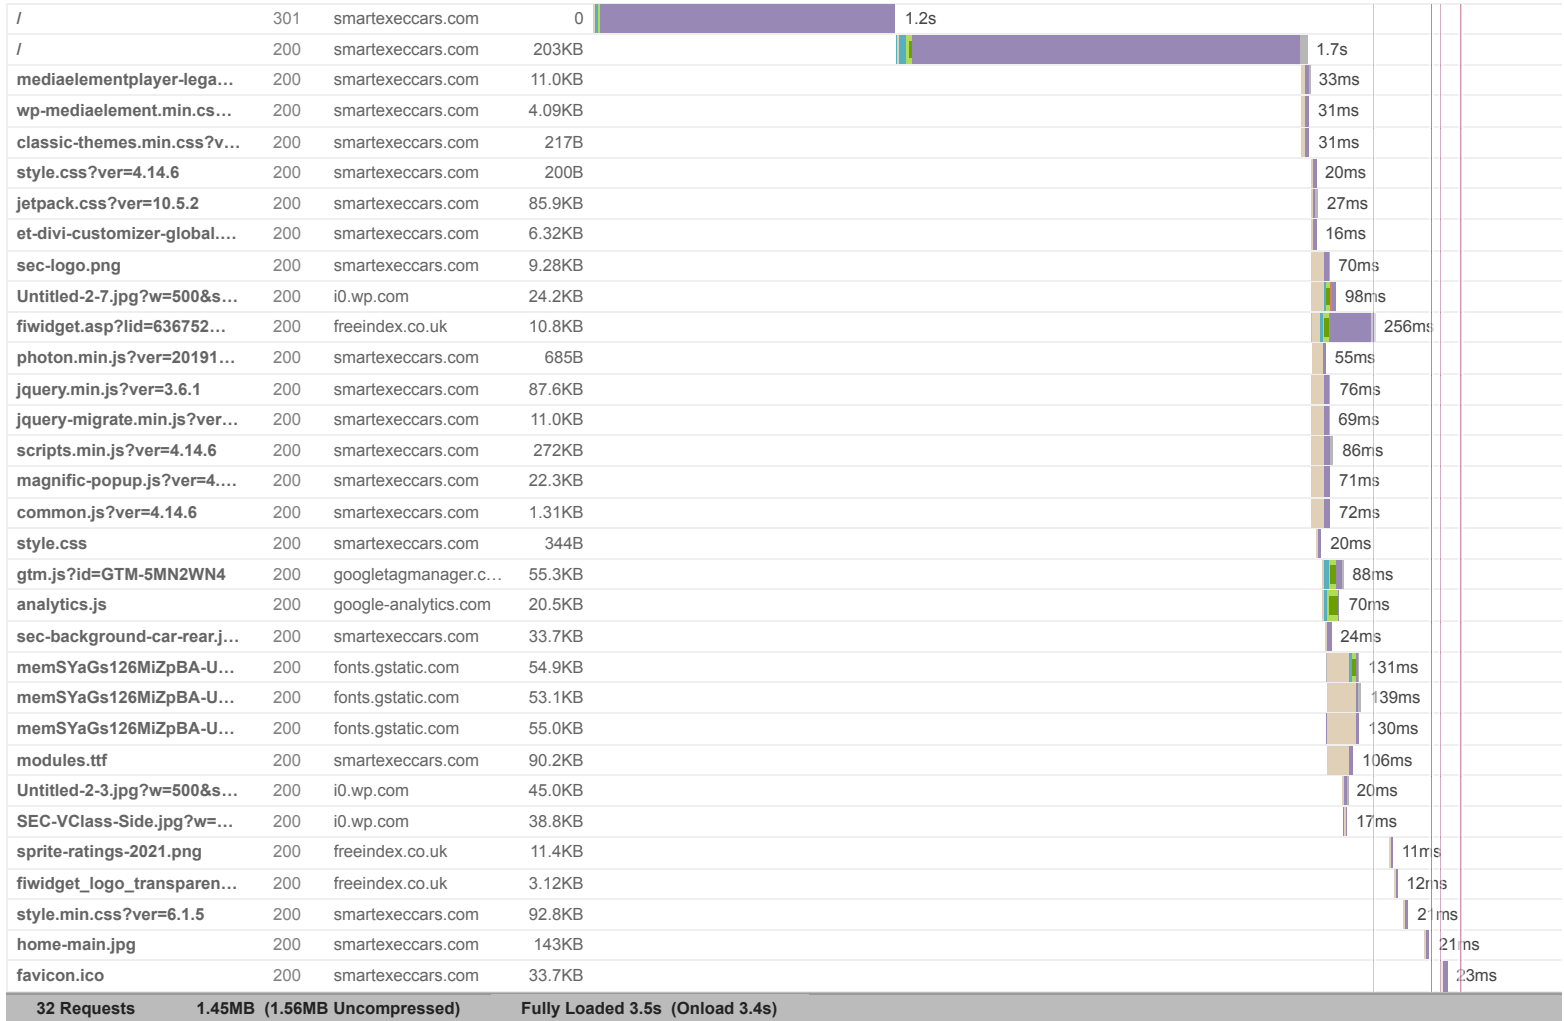 / 301 smartexeccars.com 0 1.2s
/ 200 smartexeccars.com 203KB 1.7s
mediaelementplayer-lega… 200 smartexeccars.com 11.0KB 33ms
wp-mediaelement.min.cs… 200 smartexeccars.com 4.09KB 31ms
classic-themes.min.css?v… 200 smartexeccars.com 217B 31ms
style.css?ver=4.14.6 200 smartexeccars.com 200B 20ms
jetpack.css?ver=10.5.2 200 smartexeccars.com 85.9KB 27ms
et-divi-customizer-global.… 200 smartexeccars.com 6.32KB 16ms
sec-logo.png 200 smartexeccars.com 9.28KB 70ms
Untitled-2-7.jpg?w=500&s… 200 i0.wp.com 24.2KB 98ms
fiwidget.asp?lid=636752… 200 freeindex.co.uk 10.8KB 256ms
photon.min.js?ver=20191… 200 smartexeccars.com 685B 55ms
jquery.min.js?ver=3.6.1 200 smartexeccars.com 87.6KB 76ms
jquery-migrate.min.js?ver… 200 smartexeccars.com 11.0KB 69ms
scripts.min.js?ver=4.14.6 200 smartexeccars.com 272KB 86ms
magnific-popup.js?ver=4.… 200 smartexeccars.com 22.3KB 71ms
common.js?ver=4.14.6 200 smartexeccars.com 1.31KB 72ms
style.css 200 smartexeccars.com 344B 20ms
gtm.js?id=GTM-5MN2WN4 200 googletagmanager.c… 55.3KB 88ms
analytics.js 200 google-analytics.com 20.5KB 70ms
sec-background-car-rear.j… 200 smartexeccars.com 33.7KB 24ms
memSYaGs126MiZpBA-U… 200 fonts.gstatic.com 54.9KB 131ms
memSYaGs126MiZpBA-U… 200 fonts.gstatic.com 53.1KB 139ms
memSYaGs126MiZpBA-U… 200 fonts.gstatic.com 55.0KB 130ms
modules.ttf 200 smartexeccars.com 90.2KB 106ms
Untitled-2-3.jpg?w=500&s… 200 i0.wp.com 45.0KB 20ms
SEC-VClass-Side.jpg?w=… 200 i0.wp.com 38.8KB 17ms
sprite-ratings-2021.png 200 freeindex.co.uk 11.4KB 11ms
fiwidget_logo_transparen… 200 freeindex.co.uk 3.12KB 12ms
style.min.css?ver=6.1.5 200 smartexeccars.com 92.8KB 21ms
home-main.jpg 200 smartexeccars.com 143KB 21ms
favicon.ico 200 smartexeccars.com 33.7KB 23ms
32 Requests 1.45MB (1.56MB Uncompressed) Fully Loaded 3.5s (Onload 3.4s)